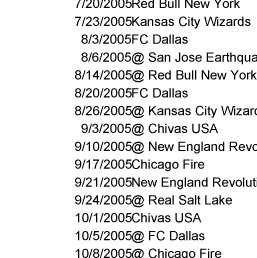 7/20/2005Red Bull New York
7/23/2005Kansas City Wizards
8/3/2005FC Dallas
8/6/2005@ San Jose Earthqua
8/14/2005@ Red Bull New York
8/20/2005FC Dallas
8/26/2005@ Kansas City Wizar
9/3/2005@ Chivas USA
9/10/2005@ New England Revo
9/17/2005Chicago Fire
9/21/2005New England Revolut
9/24/2005@ Real Salt Lake
10/1/2005Chivas USA
10/5/2005@ FC Dallas
10/8/2005@ Chicago Fire